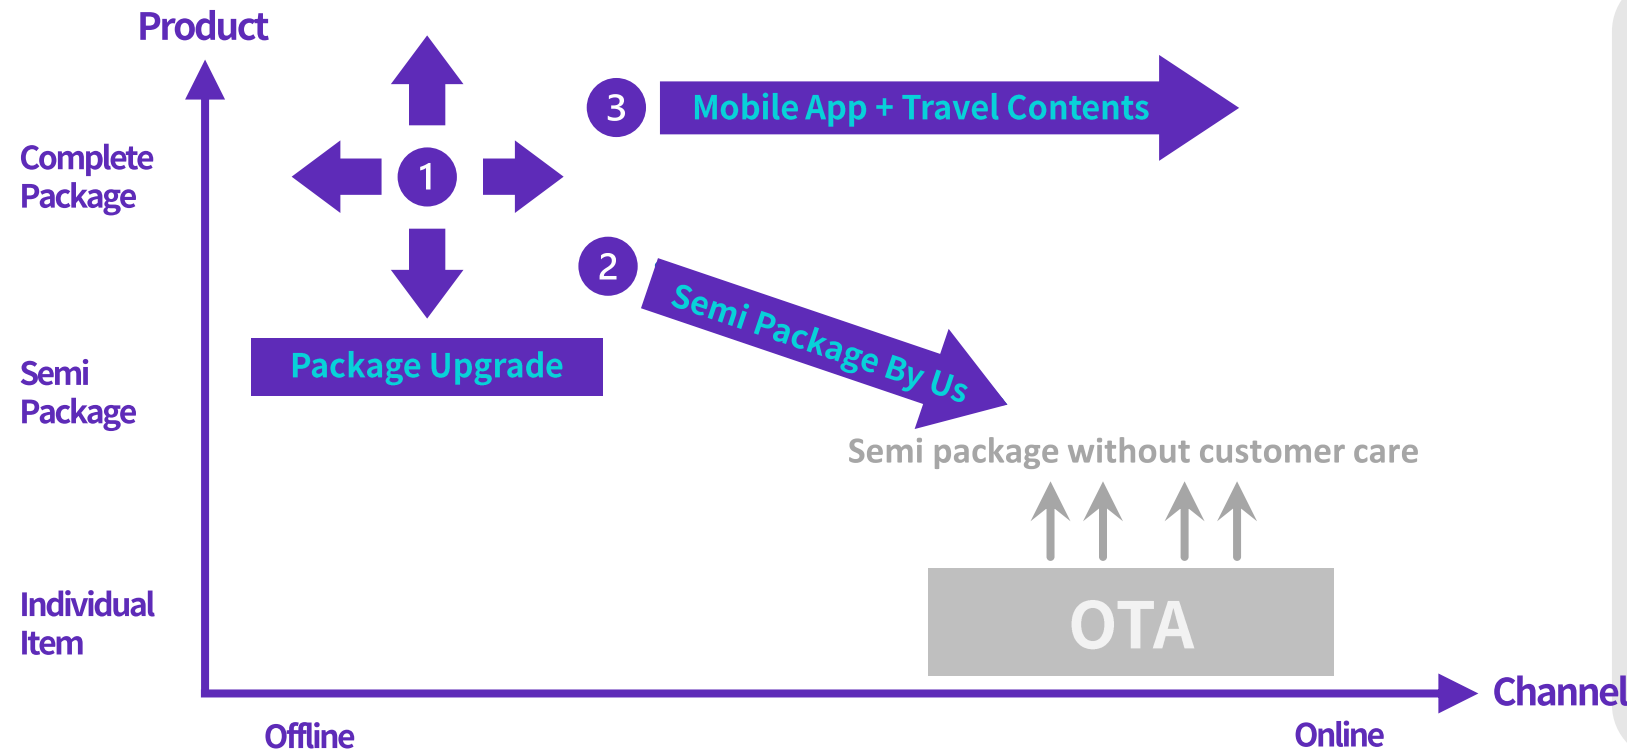 Product
3
Mobile App + Travel Contents
Complete
Package
1
2
Semi Package By Us
Package Upgrade
Semi
Package
Semi package without customer care
Individual
Item
OTA
Channel
Offline
Online